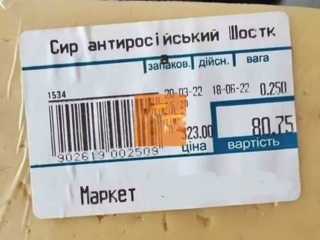 Сир антиросійський Шостк
а
запаков. дійсн. вага
1534 20-03-22 18-06-22 0.250
323.00 80.75
ціна вартість
902619 002509
Маркет